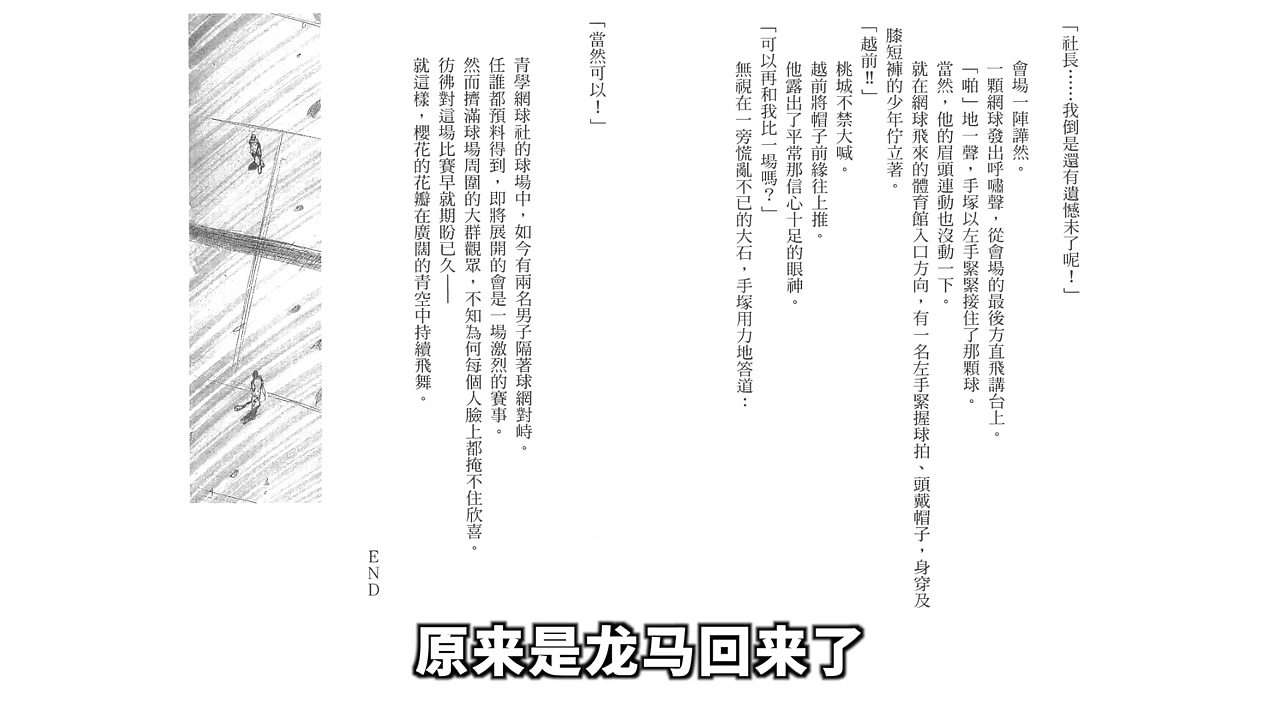 「社長……我倒是還有遺憾未了呢！」
會場一陣譁然。
一顆網球發出呼嘯聲，從會場的最後方直飛講台上。
「啪」地一聲，手塚以左手緊緊接住了那顆球。
當然，他的眉頭連動也沒動一下。
就在網球飛來的體育館入口方向，有一名左手緊握球拍、頭戴帽子，身穿及
膝短褲的少年佇立著。
「越前!!」
桃城不禁大喊。
越前將帽子前緣往上推。
他露出了平常那信心十足的眼神。
「可以再和我比一場嗎？」
無視在一旁慌亂不已的大石，手塚用力地答道：
「當然可以！」
青學網球社的球場中，如今有兩名男子隔著球網對峙。
任誰都預料得到，即將展開的會是一場激烈的賽事。
然而擠滿球場周圍的大群觀眾，不知為何每個人臉上都掩不住欣喜。
彷彿對這場比賽早就期盼已久——
就這樣，櫻花的花瓣在廣闊的青空中持續飛舞。
END
原来是龙马回来了